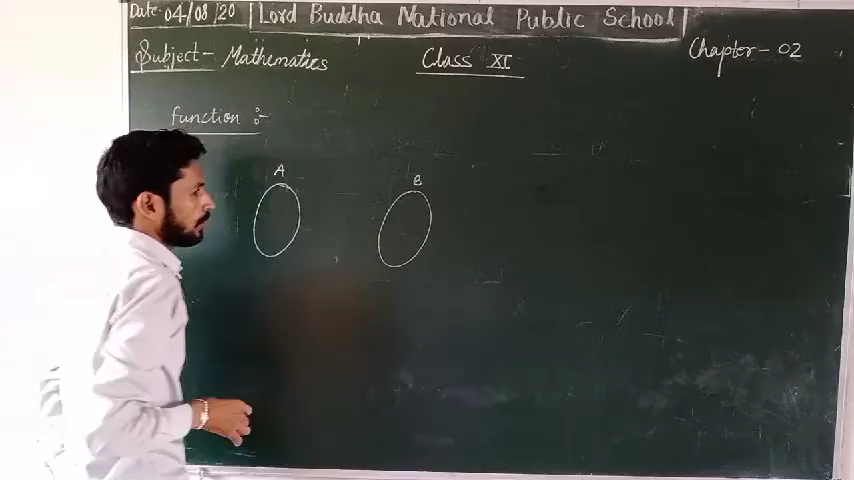 Date. 04/08/20 Lord Buddha National Public School
Subject - Mathematics Class XI Chapter - 02
function :-
A B